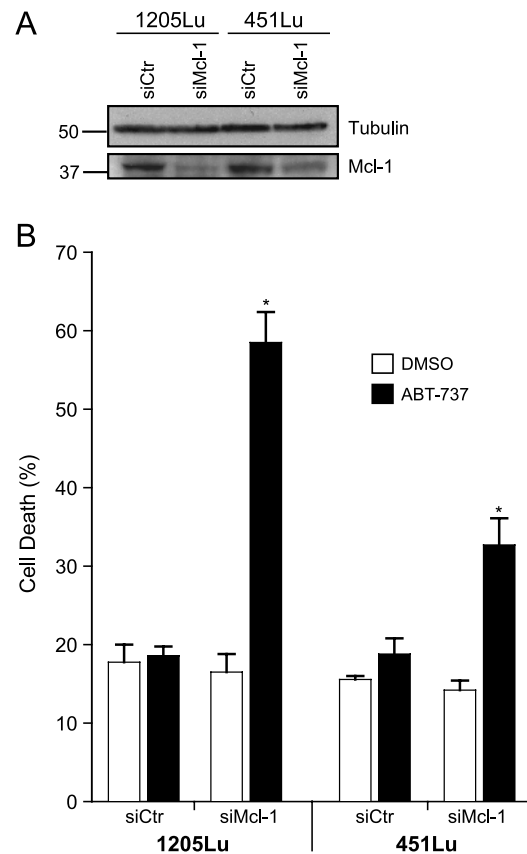 A
1205Lu 451Lu
siCtr siMcl-1 siCtr siMcl-1
50 Tubulin
37 Mcl-1
B
70
60
50
40
30
20
10
0
Cell Death (%)
* *
DMSO
ABT-737
siCtr siMcl-1 siCtr siMcl-1
1205Lu 451Lu